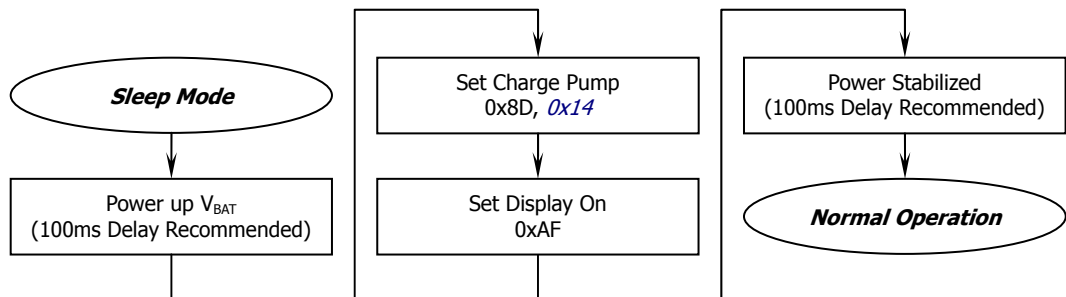 Sleep Mode
Power up VBAT
(100ms Delay Recommended)
Set Charge Pump
0x8D, 0x14
Set Display On
0xAF
Power Stabilized
(100ms Delay Recommended)
Normal Operation